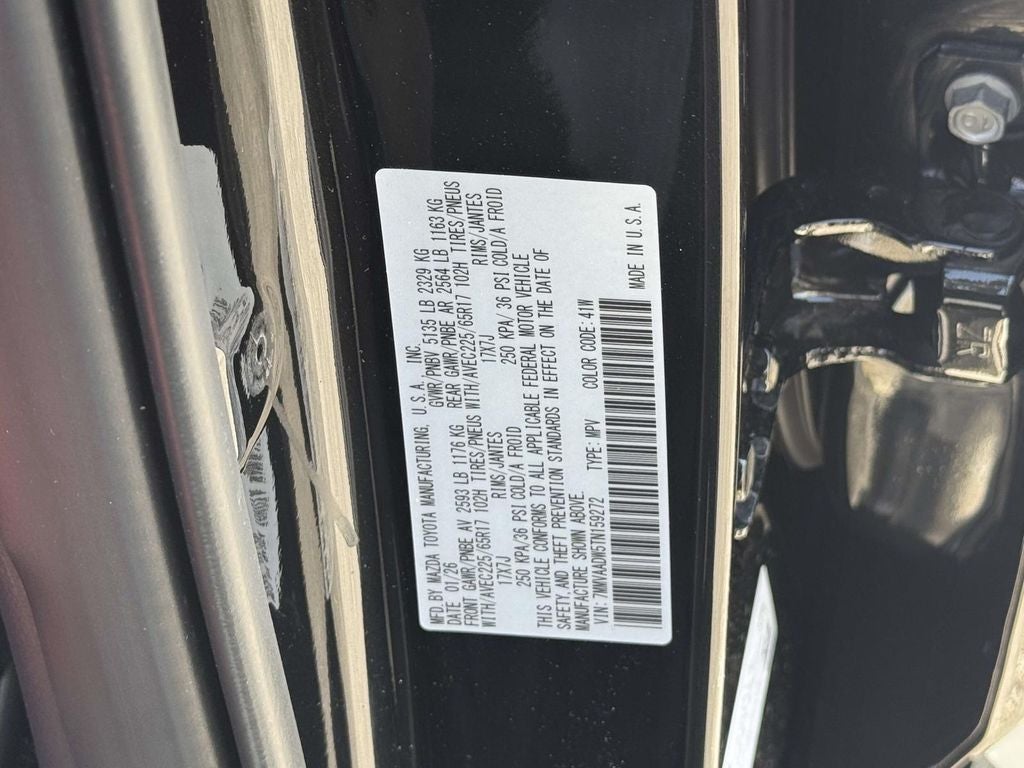 MFD. BY MAZDA TOYOTA MANUFACTURING, U.S.A., INC.
DATE 01/26 GVWR/PNBV 5135 LB 2329 KG
FRONT GAWR/PNBE AV 2593 LB 1176 KG REAR GAWR/PNBE AR 2564 LB 1163 KG
WITH/AVEC225/65R17 102H TIRES/PNEUS WITH/AVEC225/65R17 102H TIRES/PNEUS
17X7J RIMS/JANTES 17X7J RIMS/JANTES
250 KPA/36 PSI COLD/A FROID 250 KPA/ 36 PSI COLD/A FROID
THIS VEHICLE CONFORMS TO ALL APPLICABLE FEDERAL MOTOR VEHICLE
SAFETY, AND THEFT PREVENTION STANDARDS IN EFFECT ON THE DATE OF
MANUFACTURE SHOWN ABOVE.
VIN: 7MMVAADW5TN159272 TYPE: MPV COLOR CODE: 41W
MADE IN U.S.A.